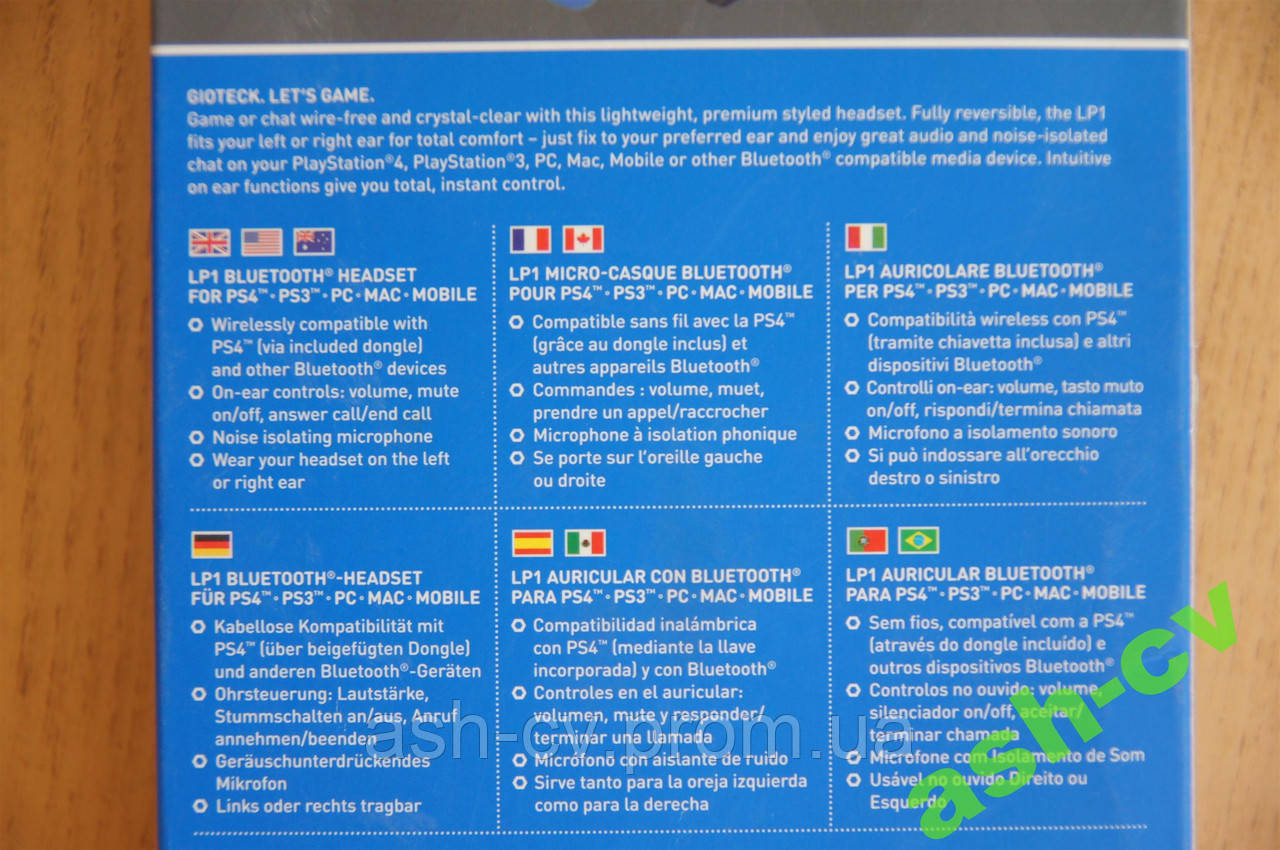 GIOTECK. LET'S GAME.
Game or chat wire-free and crystal-clear with this lightweight, premium styled headset. Fully reversible, the LP1
fits your left or right ear for total comfort – just fix to your preferred ear and enjoy great audio and noise-isolated
chat on your PlayStation®4, PlayStation®3, PC, Mac, Mobile or other Bluetooth® compatible media device. Intuitive
on ear functions give you total, instant control.
LP1 BLUETOOTH® HEADSET
FOR PS4™ • PS3™ • PC • MAC • MOBILE
Wirelessly compatible with
PS4™ (via included dongle)
and other Bluetooth® devices
On-ear controls: volume, mute
on/off, answer call/end call
Noise isolating microphone
Wear your headset on the left
or right ear
LP1 MICRO-CASQUE BLUETOOTH®
POUR PS4™ • PS3™ • PC • MAC • MOBILE
Compatible sans fil avec la PS4™
(grâce au dongle inclus) et
autres appareils Bluetooth®
Commandes : volume, muet,
prendre un appel/raccrocher
Microphone à isolation phonique
Se porte sur l'oreille gauche
ou droite
LP1 AURICOLARE BLUETOOTH®
PER PS4™ • PS3™ • PC • MAC • MOBILE
Compatibilità wireless con PS4™
(tramite chiavetta inclusa) e altri
dispositivi Bluetooth®
Controlli on-ear: volume, tasto muto
on/off, rispondi/termina chiamata
Microfono a isolamento sonoro
Si può indossare all'orecchio
destro o sinistro
LP1 BLUETOOTH®-HEADSET
FÜR PS4™ • PS3™ • PC • MAC • MOBILE
Kabellose Kompatibilität mit
PS4™ (über beigefügten Dongle)
und anderen Bluetooth®-Geräten
Ohrsteuerung: Lautstärke,
Stummschalten an/aus, Anruf
annehmen/beenden
Geräuschunterdrückendes
Mikrofon
Links oder rechts tragbar
LP1 AURICULAR CON BLUETOOTH®
PARA PS4™ • PS3™ • PC • MAC • MOBILE
Compatibilidad inalámbrica
con PS4™ (mediante la llave
incorporada) y con Bluetooth®
Controles en el auricular:
volumen, mute y responder/
terminar una llamada
Micrófono con aislante de ruido
Sirve tanto para la oreja izquierda
como para la derecha
LP1 AURICULAR BLUETOOTH®
PARA PS4™ • PS3™ • PC • MAC • MOBILE
Sem fios, compatível com a PS4™
(através do dongle incluído) e
outros dispositivos Bluetooth®
Controlos no ouvido: volume,
silenciador on/off, aceitar/
terminar chamada
Microfone com Isolamento de Som
Usável no ouvido Direito ou
Esquerdo
ash-cv.prom.ua
ash-cv